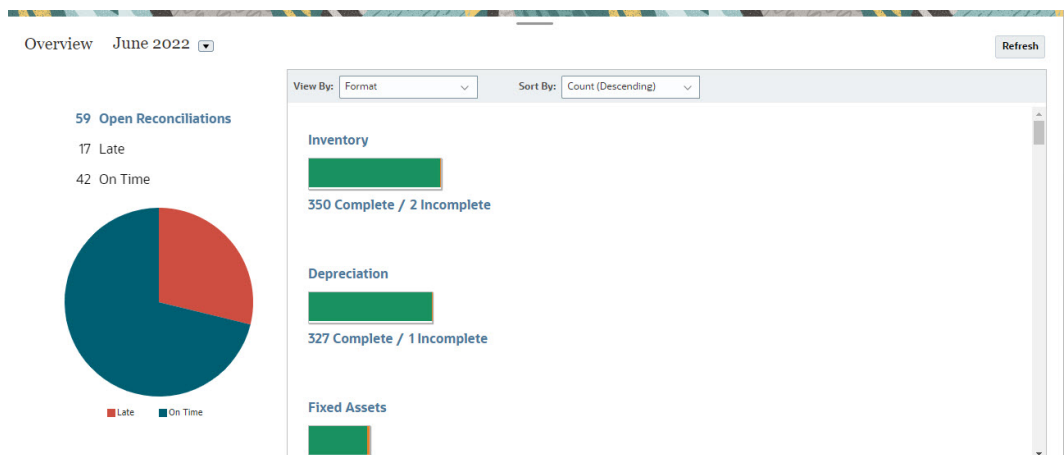 Overview June 2022
Refresh
View By: Format Sort By: Count (Descending)
59 Open Reconciliations
17 Late
42 On Time
Late On Time
Inventory
350 Complete / 2 Incomplete
Depreciation
327 Complete / 1 Incomplete
Fixed Assets